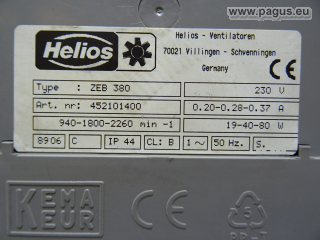 www.pagus.eu
Helios
Helios - Ventilatoren
70021 Villingen - Schwenningen
Germany
CE
Type : ZEB 380 230 V
Art. nr: 452101400 0.20-0.28-0.37 A
940-1800-2260 min -1 19-40-80 W
8906 C IP 44 CL: B 1~ 50 Hz. S.
KEMA
KEUR
5